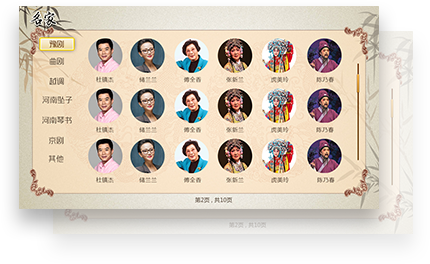 名家
豫剧
曲剧
越调
河南坠子
河南琴书
京剧
其他
杜镇杰 储兰兰 傅全香 张新兰 虎美玲 陈乃春
杜镇杰 储兰兰 傅全香 张新兰 虎美玲 陈乃春
杜镇杰 储兰兰 傅全香 张新兰 虎美玲 陈乃春
第2页 , 共10页
第2页 , 共10页